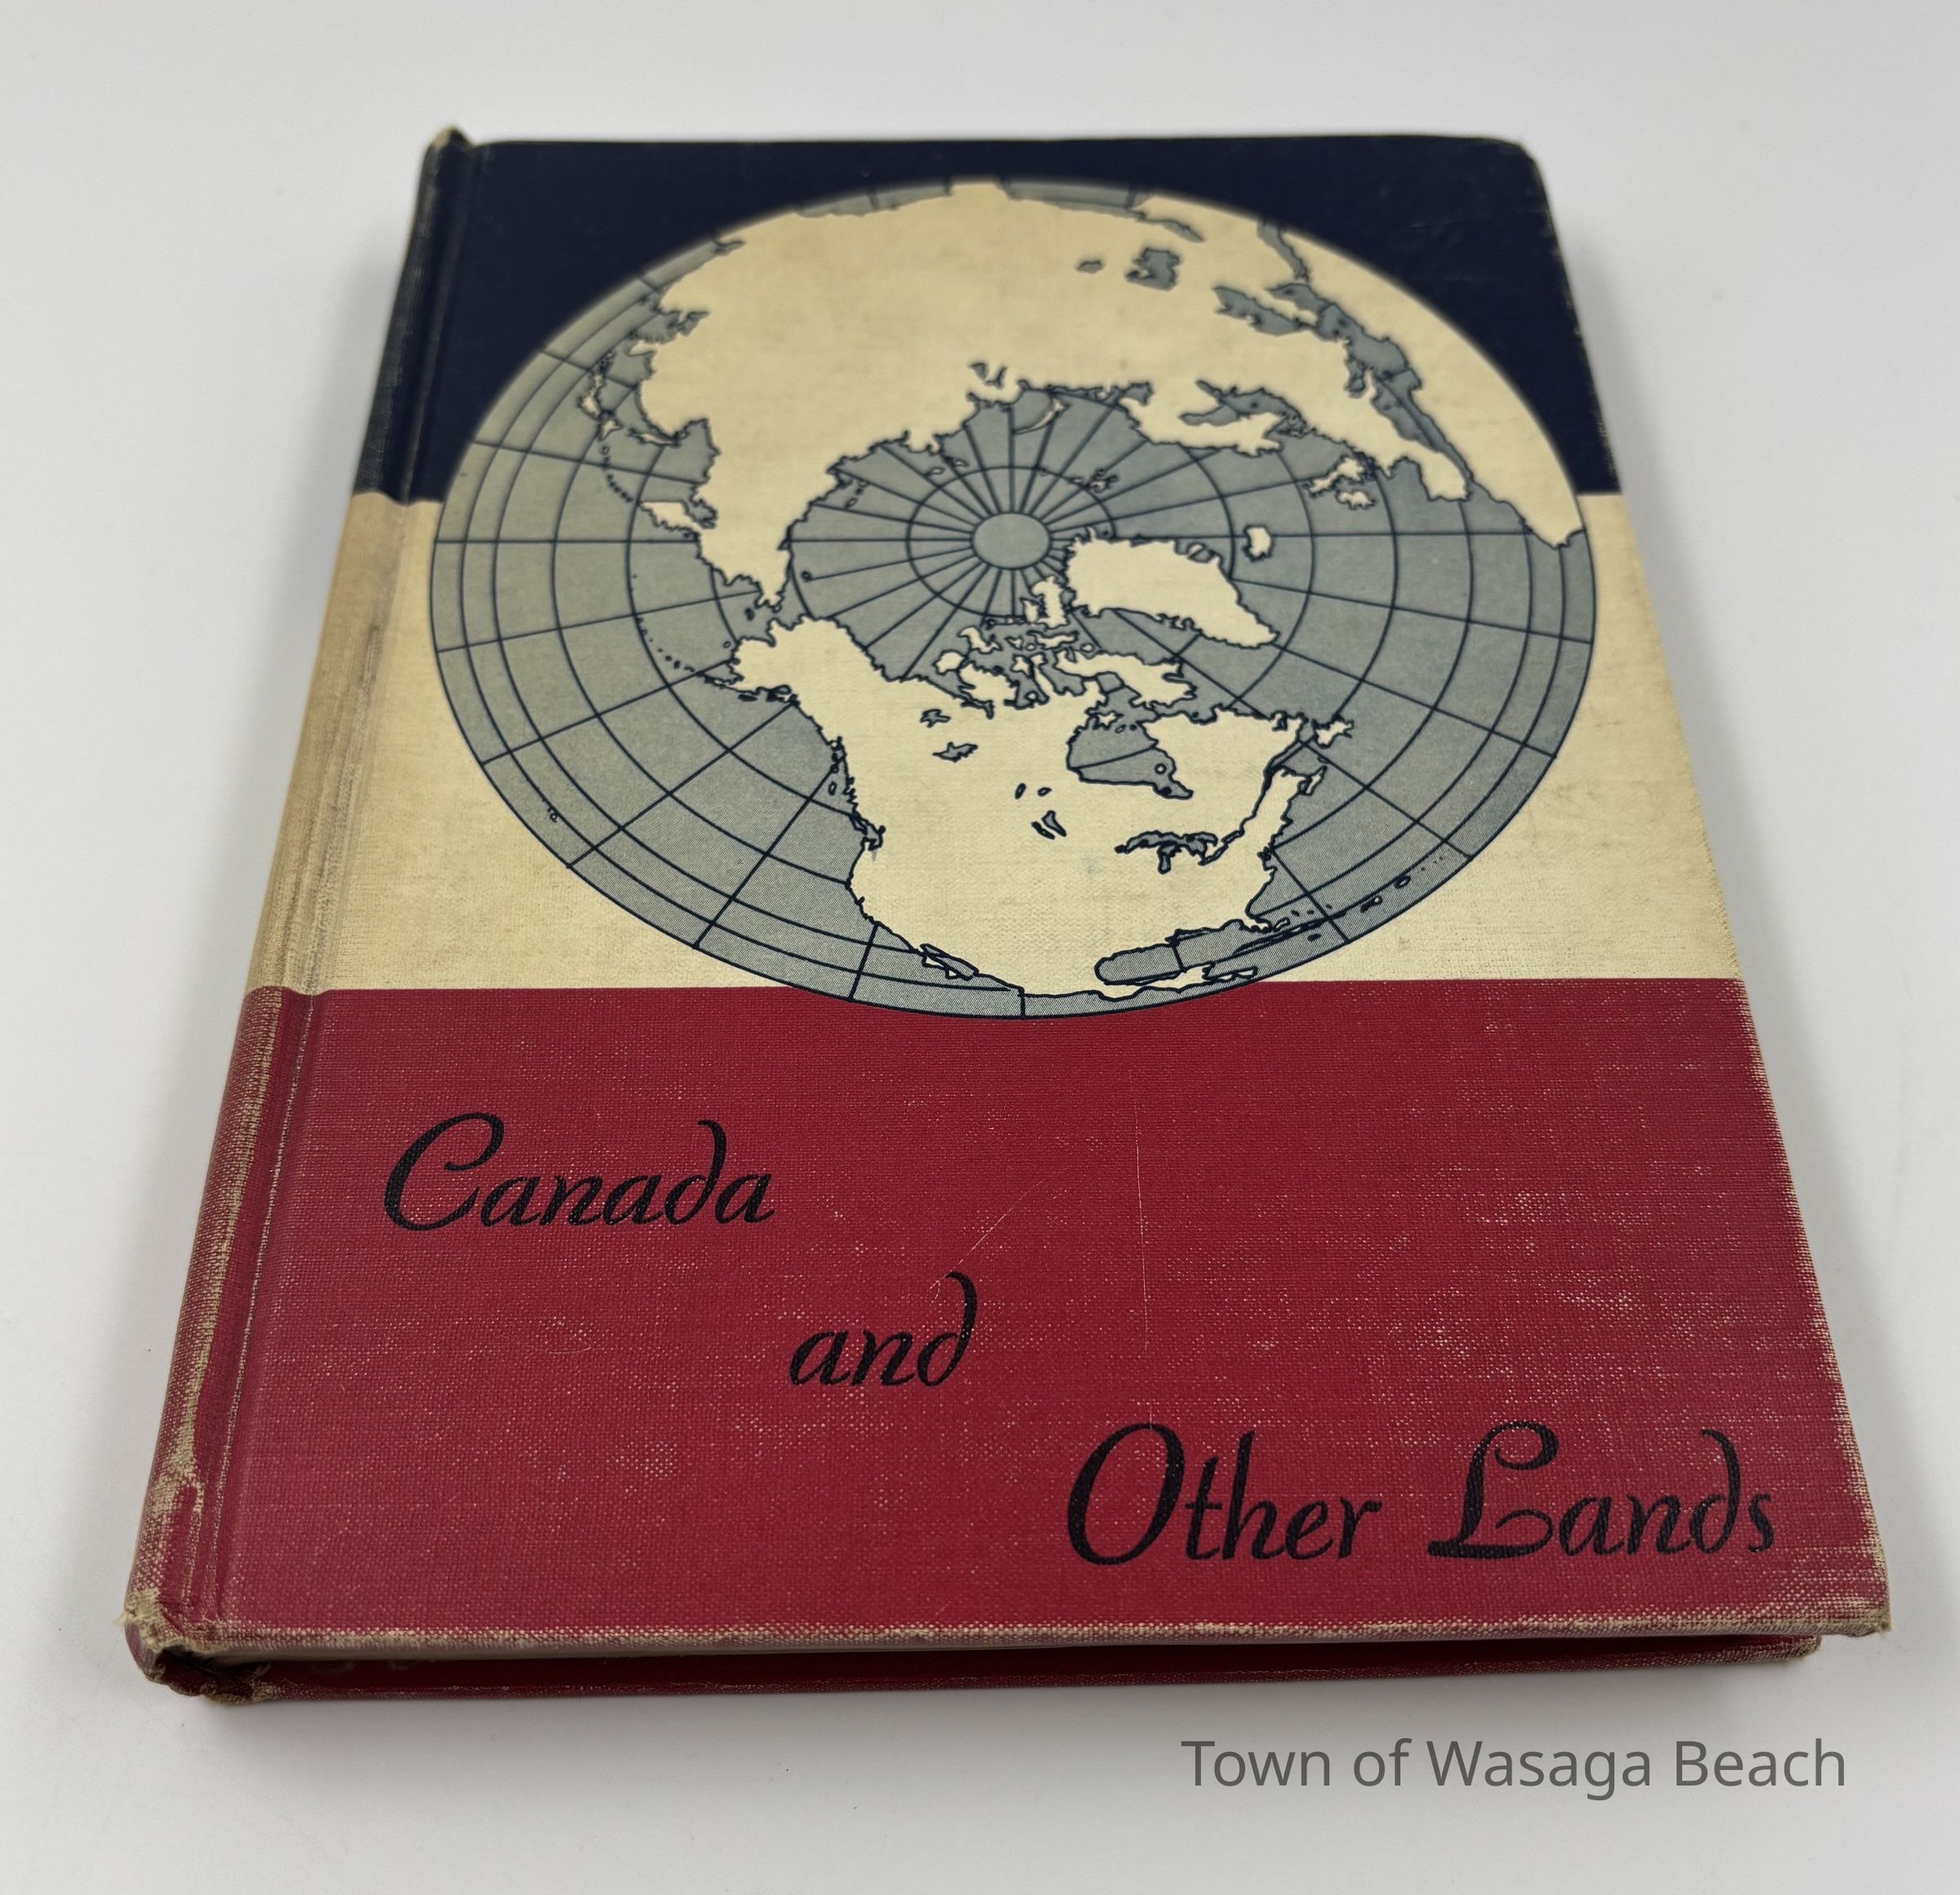 Canada
and
Other Lands
Town of Wasaga Beach